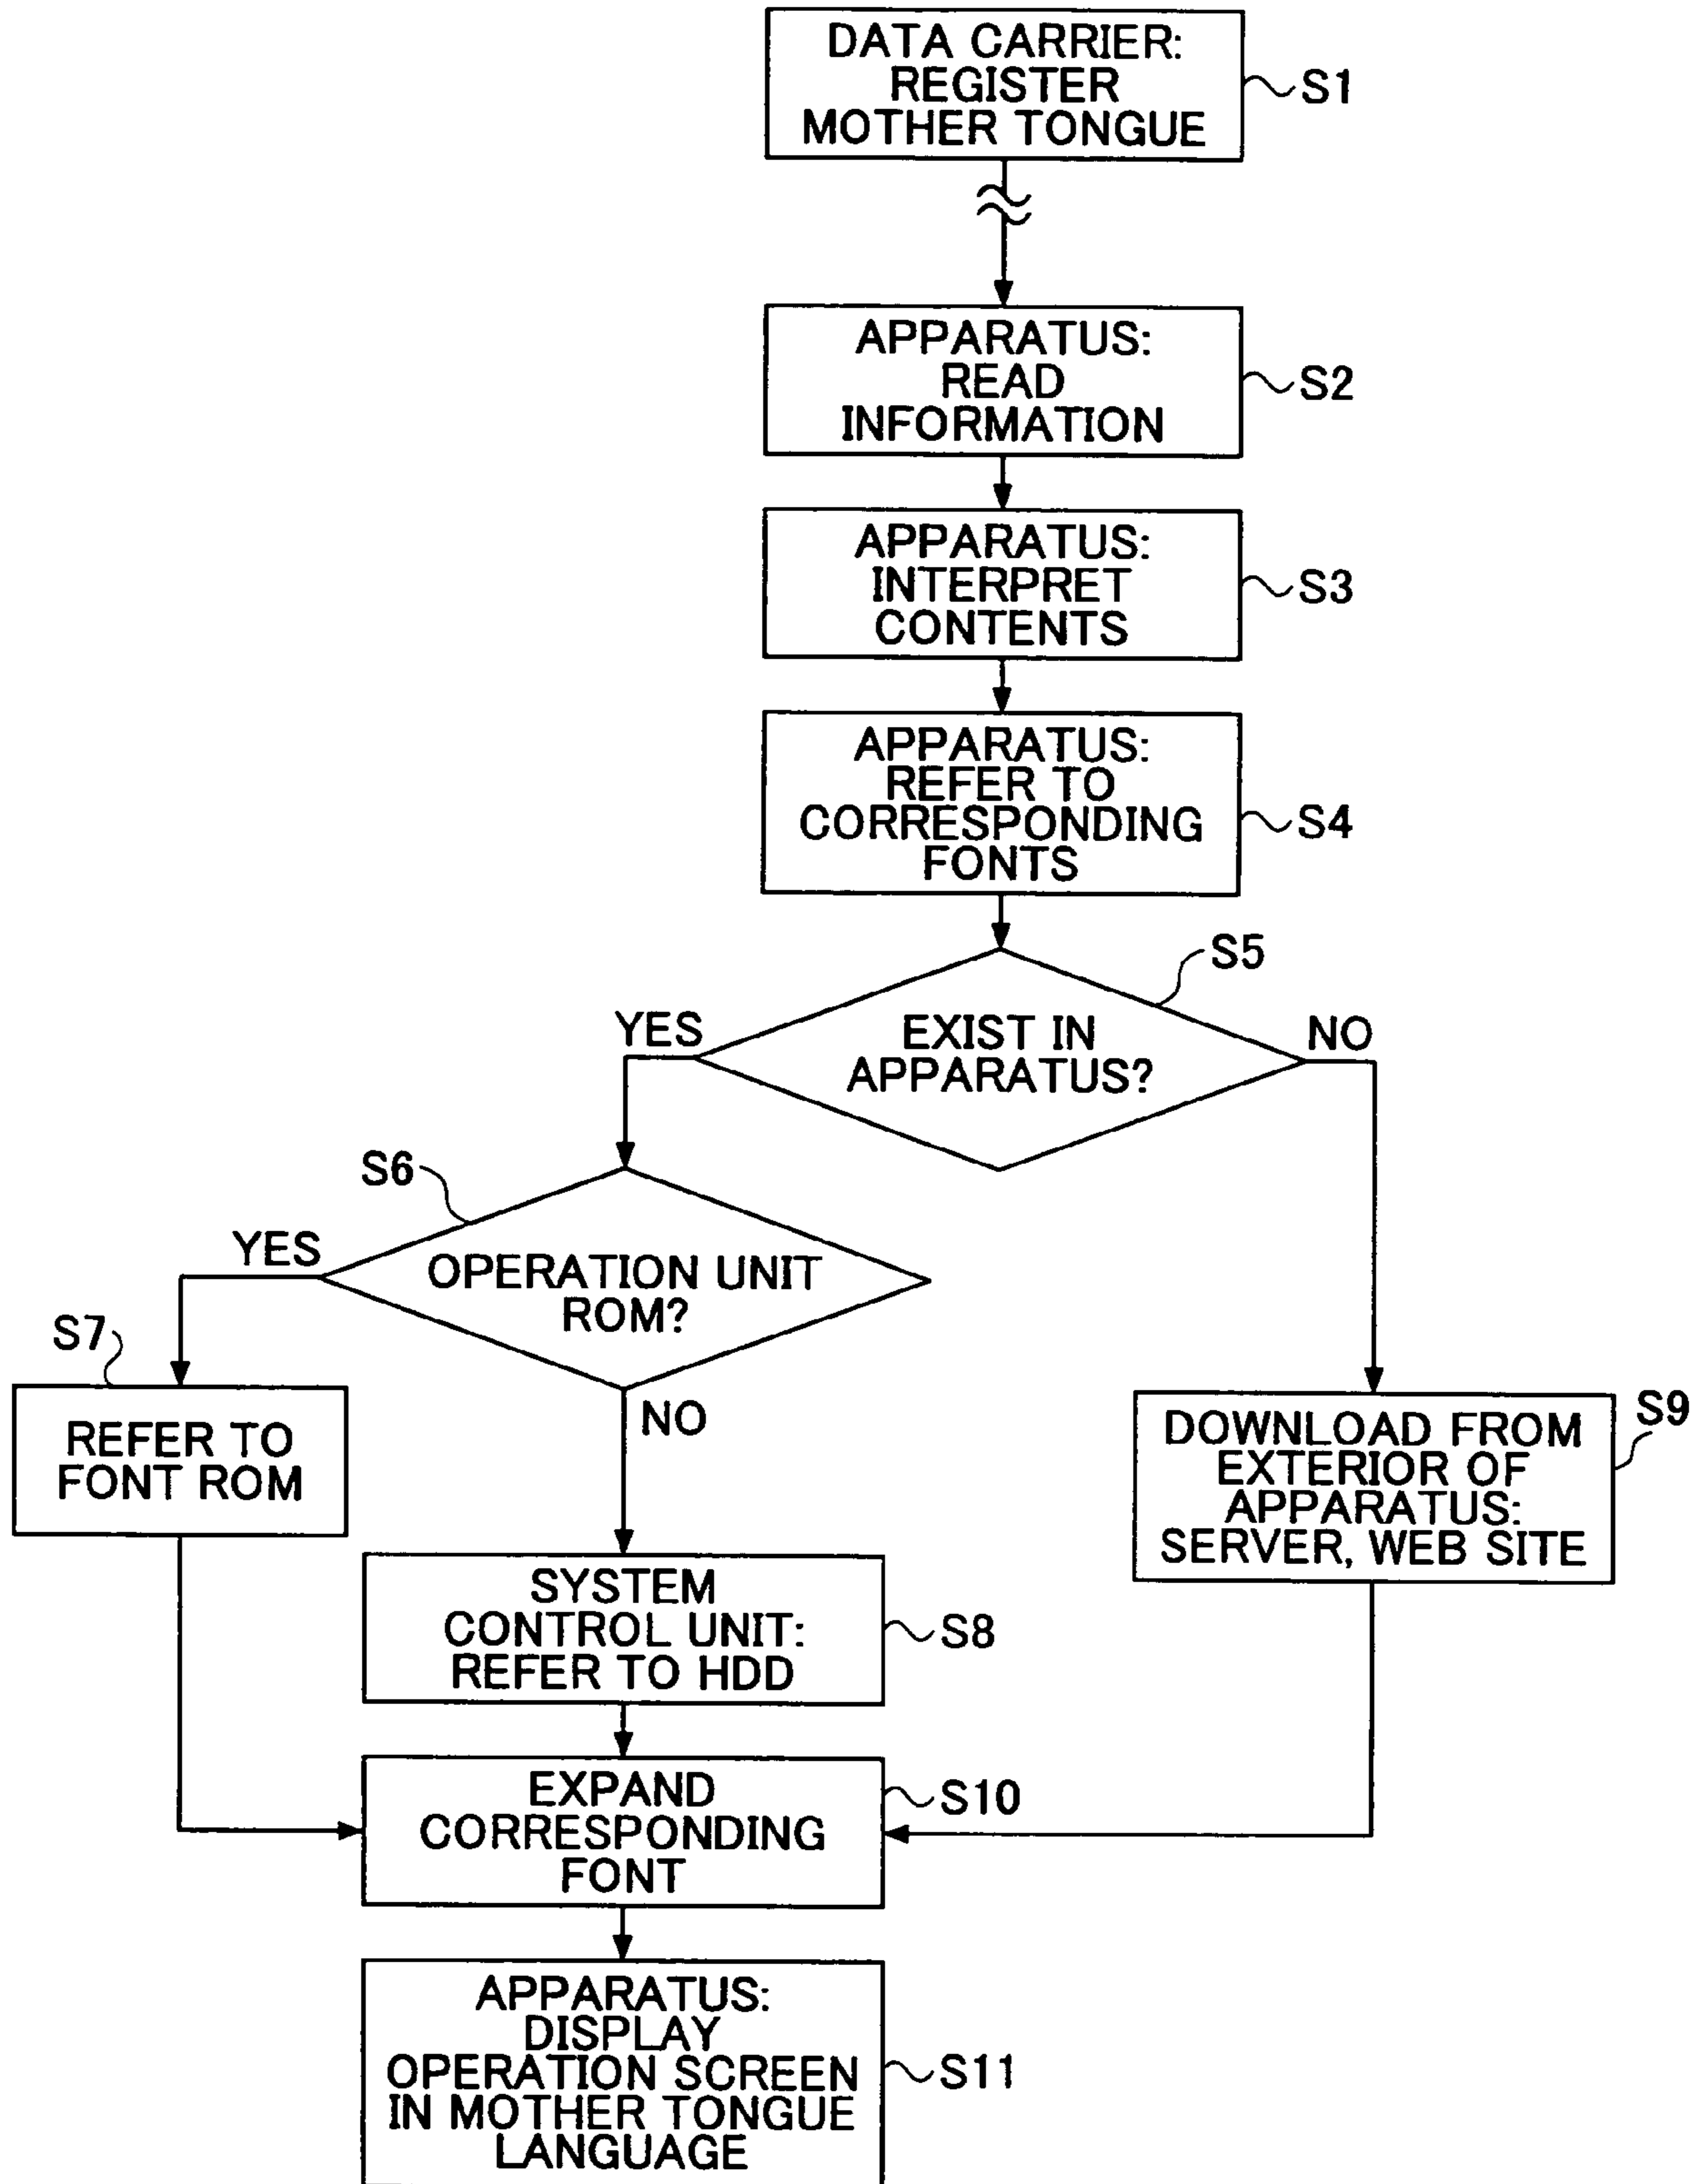 DATA CARRIER:
REGISTER
MOTHER TONGUE
S1
APPARATUS:
READ
INFORMATION
S2
APPARATUS:
INTERPRET
CONTENTS
S3
APPARATUS:
REFER TO
CORRESPONDING
FONTS
S4
S5
EXIST IN
APPARATUS?
YES
NO
S6
OPERATION UNIT
ROM?
YES
NO
S7
REFER TO
FONT ROM
SYSTEM
CONTROL UNIT:
REFER TO HDD
S8
S9
DOWNLOAD FROM
EXTERIOR OF
APPARATUS:
SERVER, WEB SITE
EXPAND
CORRESPONDING
FONT
S10
APPARATUS:
DISPLAY
OPERATION SCREEN
IN MOTHER TONGUE
LANGUAGE
S11